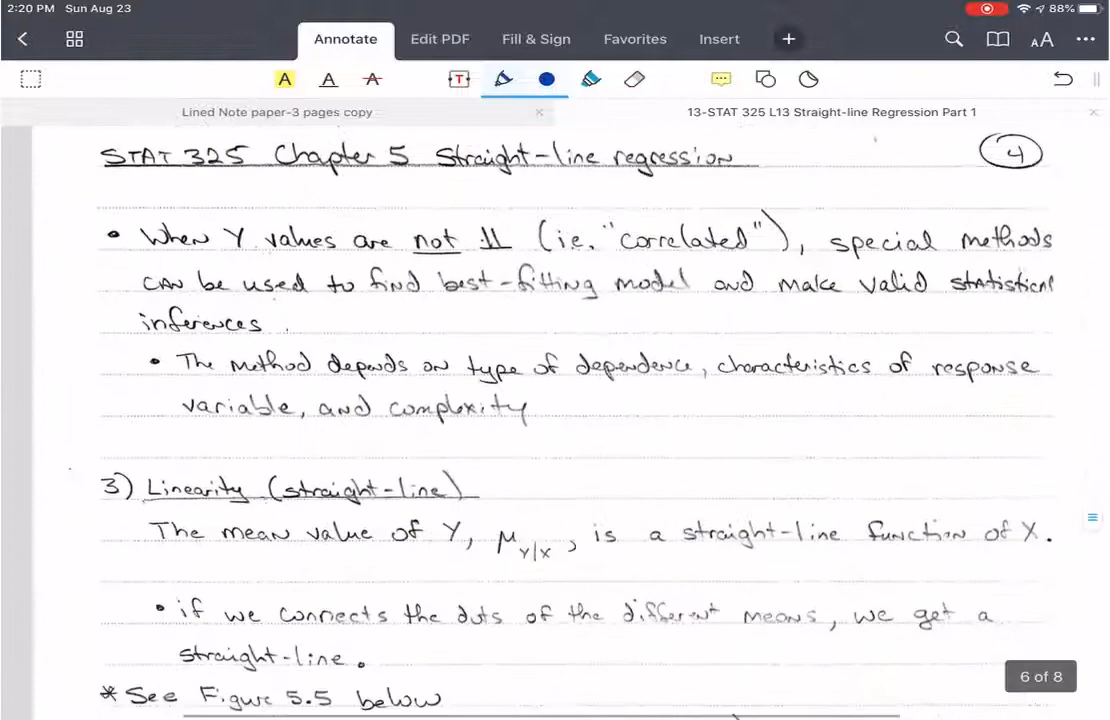 2:20 PM Sun Aug 23
88%
Annotate Edit PDF Fill & Sign Favorites Insert +
AA
A A A T
Lined Note paper-3 pages copy
13-STAT 325 L13 Straight-line Regression Part 1
STAT 325 Chapter 5 Straight-line regression
4
• When Y values are not ⫫ (ie. "correlated"), special methods
can be used to find best-fitting model and make valid statistical
inferences.
• The method depends on type of dependence, characteristics of response
variable, and complexity
3) Linearity (straight-line)
The mean value of Y, μ_Y|X, is a straight-line function of X.
• if we connects the dots of the different means, we get a
straight-line.
* See Figure 5.5 below
6 of 8